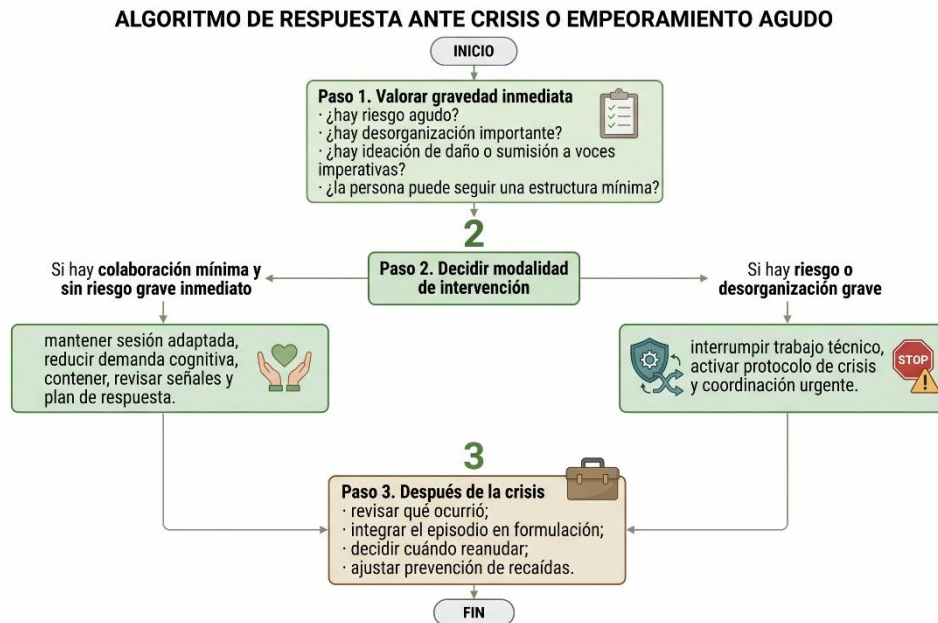 ALGORITMO DE RESPUESTA ANTE CRISIS O EMPEORAMIENTO AGUDO
INICIO
Paso 1. Valorar gravedad inmediata
· ¿hay riesgo agudo?
· ¿hay desorganización importante?
· ¿hay ideación de daño o sumisión a voces
imperativas?
· ¿la persona puede seguir una estructura mínima?
2
Paso 2. Decidir modalidad
de intervención
Si hay colaboración mínima y
sin riesgo grave inmediato
Si hay riesgo o
desorganización grave
mantener sesión adaptada,
reducir demanda cognitiva,
contener, revisar señales y
plan de respuesta.
interrumpir trabajo técnico,
activar protocolo de crisis
y coordinación urgente.
STOP
!
3
Paso 3. Después de la crisis
· revisar qué ocurrió;
· integrar el episodio en formulación;
· decidir cuándo reanudar;
· ajustar prevención de recaídas.
FIN